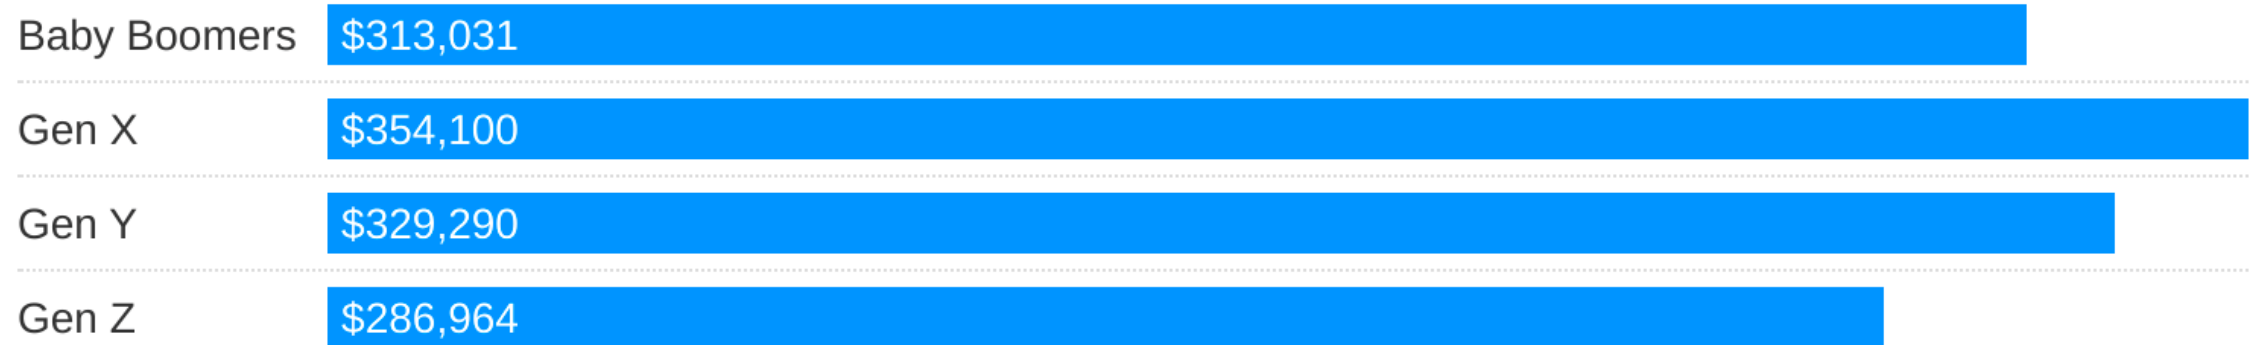 Baby Boomers $313,031
Gen X $354,100
Gen Y $329,290
Gen Z $286,964